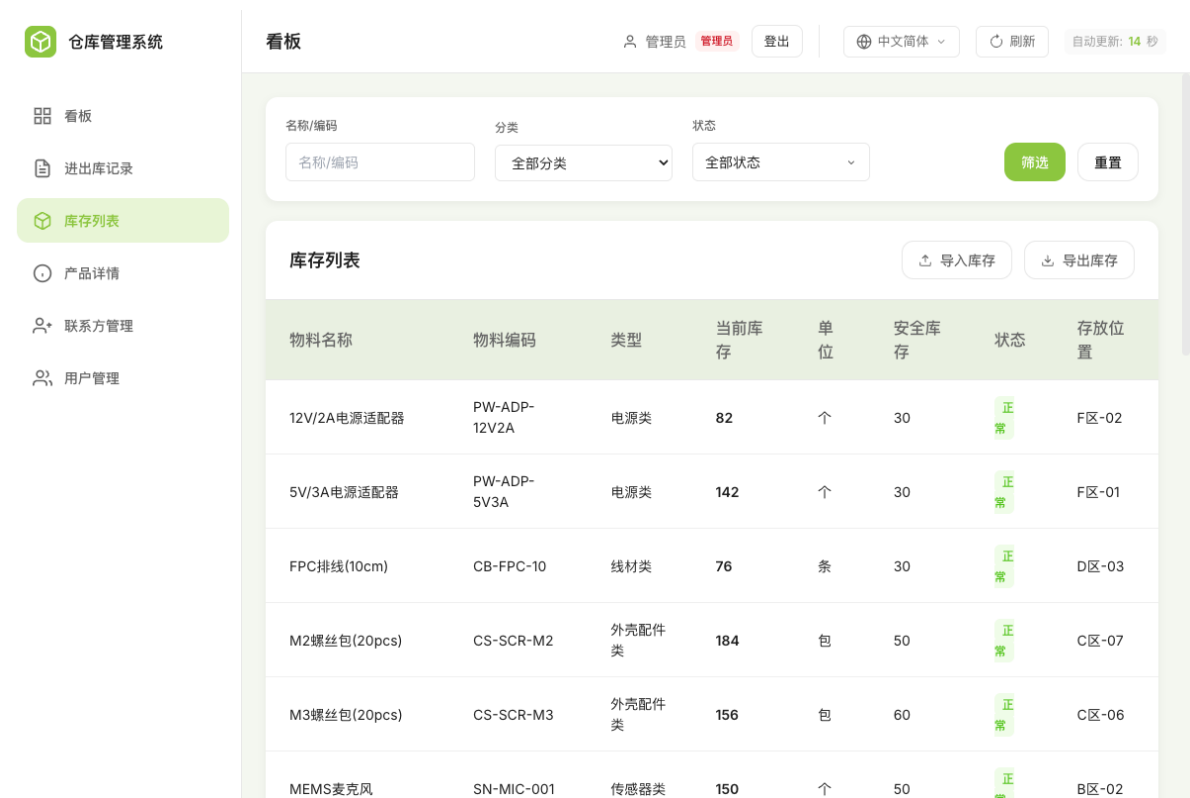 仓库管理系统
看板
管理员
管理员
登出
中文简体
刷新
自动更新: 14 秒
看板
进出库记录
库存列表
产品详情
联系方管理
用户管理
名称/编码
分类
状态
名称/编码
全部分类
全部状态
筛选
重置
库存列表
导入库存
导出库存
物料名称 物料编码 类型 当前库 单 安全库 状态 存放位
存 位 存 置
12V/2A电源适配器 PW-ADP- 电源类 82 个 30 正 F区-02
12V2A 常
5V/3A电源适配器 PW-ADP- 电源类 142 个 30 正 F区-01
5V3A 常
FPC排线(10cm) CB-FPC-10 线材类 76 条 30 正 D区-03
常
M2螺丝包(20pcs) CS-SCR-M2 外壳配件 184 包 50 正 C区-07
类 常
M3螺丝包(20pcs) CS-SCR-M3 外壳配件 156 包 60 正 C区-06
类 常
MEMS麦克风 SN-MIC-001 传感器类 150 个 50 正 B区-02